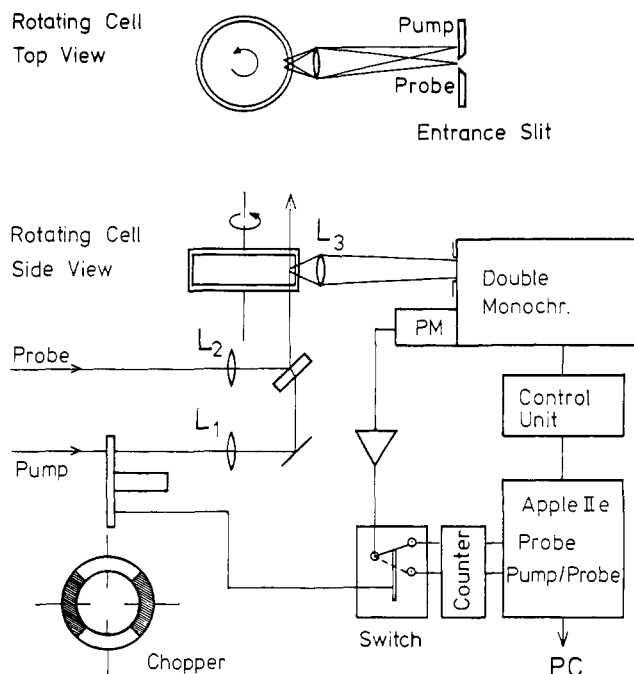 Rotating Cell
Top View
Pump
Probe
Entrance Slit
Rotating Cell
Side View
L3
Double
Monochr.
PM
Probe
L2
Control
Unit
L1
Pump
Apple IIe
Probe
Pump/Probe
Counter
Switch
Chopper
PC